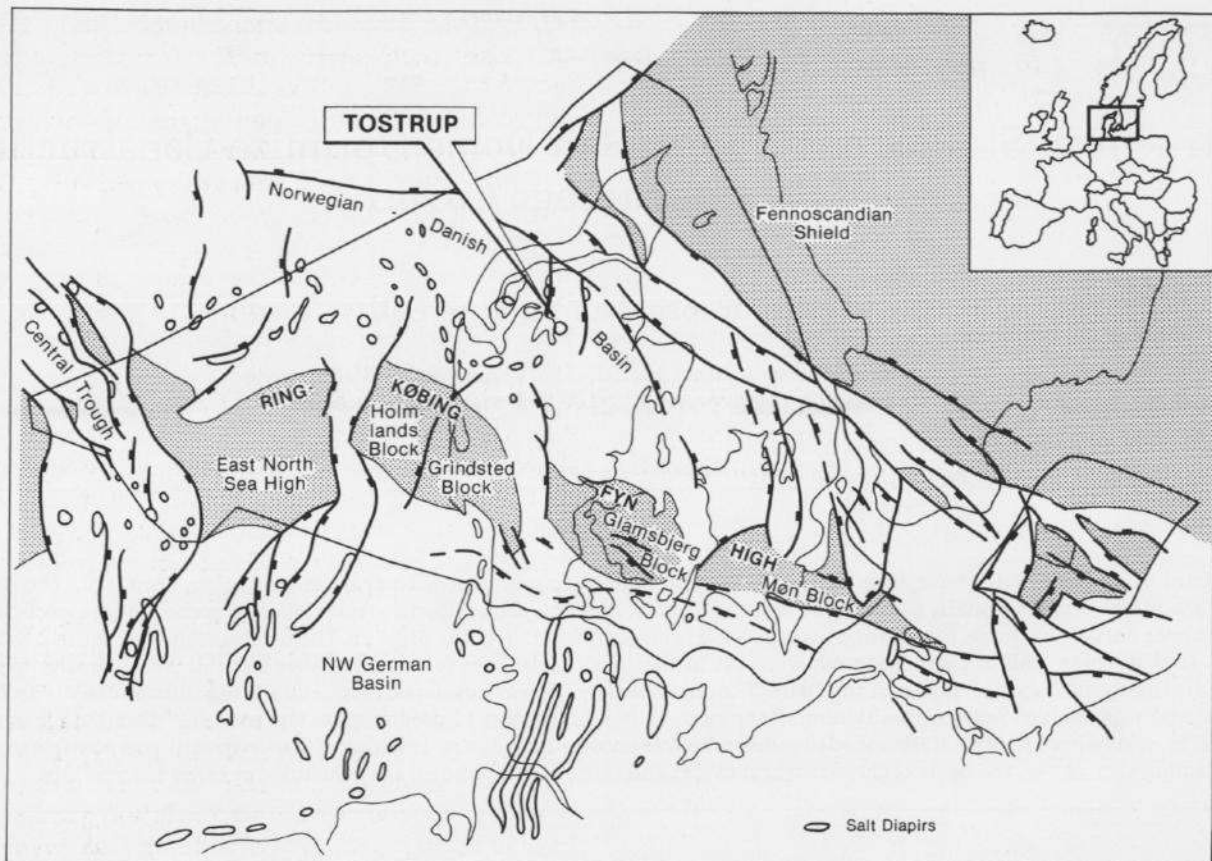 TOSTRUP
Norwegian
Danish
Basin
Fennoscandian
Shield
Central Trough
RING-
KØBING
Holm
lands
Block
Grindsted
Block
East North
Sea High
FYN
Glamsbjerg
Block
HIGH
Møn Block
NW German
Basin
Salt Diapirs